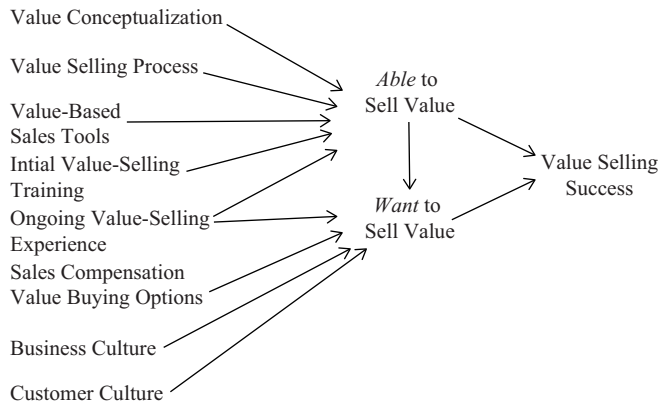 Value Conceptualization
Value Selling Process
Value-Based
Sales Tools
Intial Value-Selling
Training
Ongoing Value-Selling
Experience
Sales Compensation
Value Buying Options
Business Culture
Customer Culture
Able to
Sell Value
Want to
Sell Value
Value Selling
Success